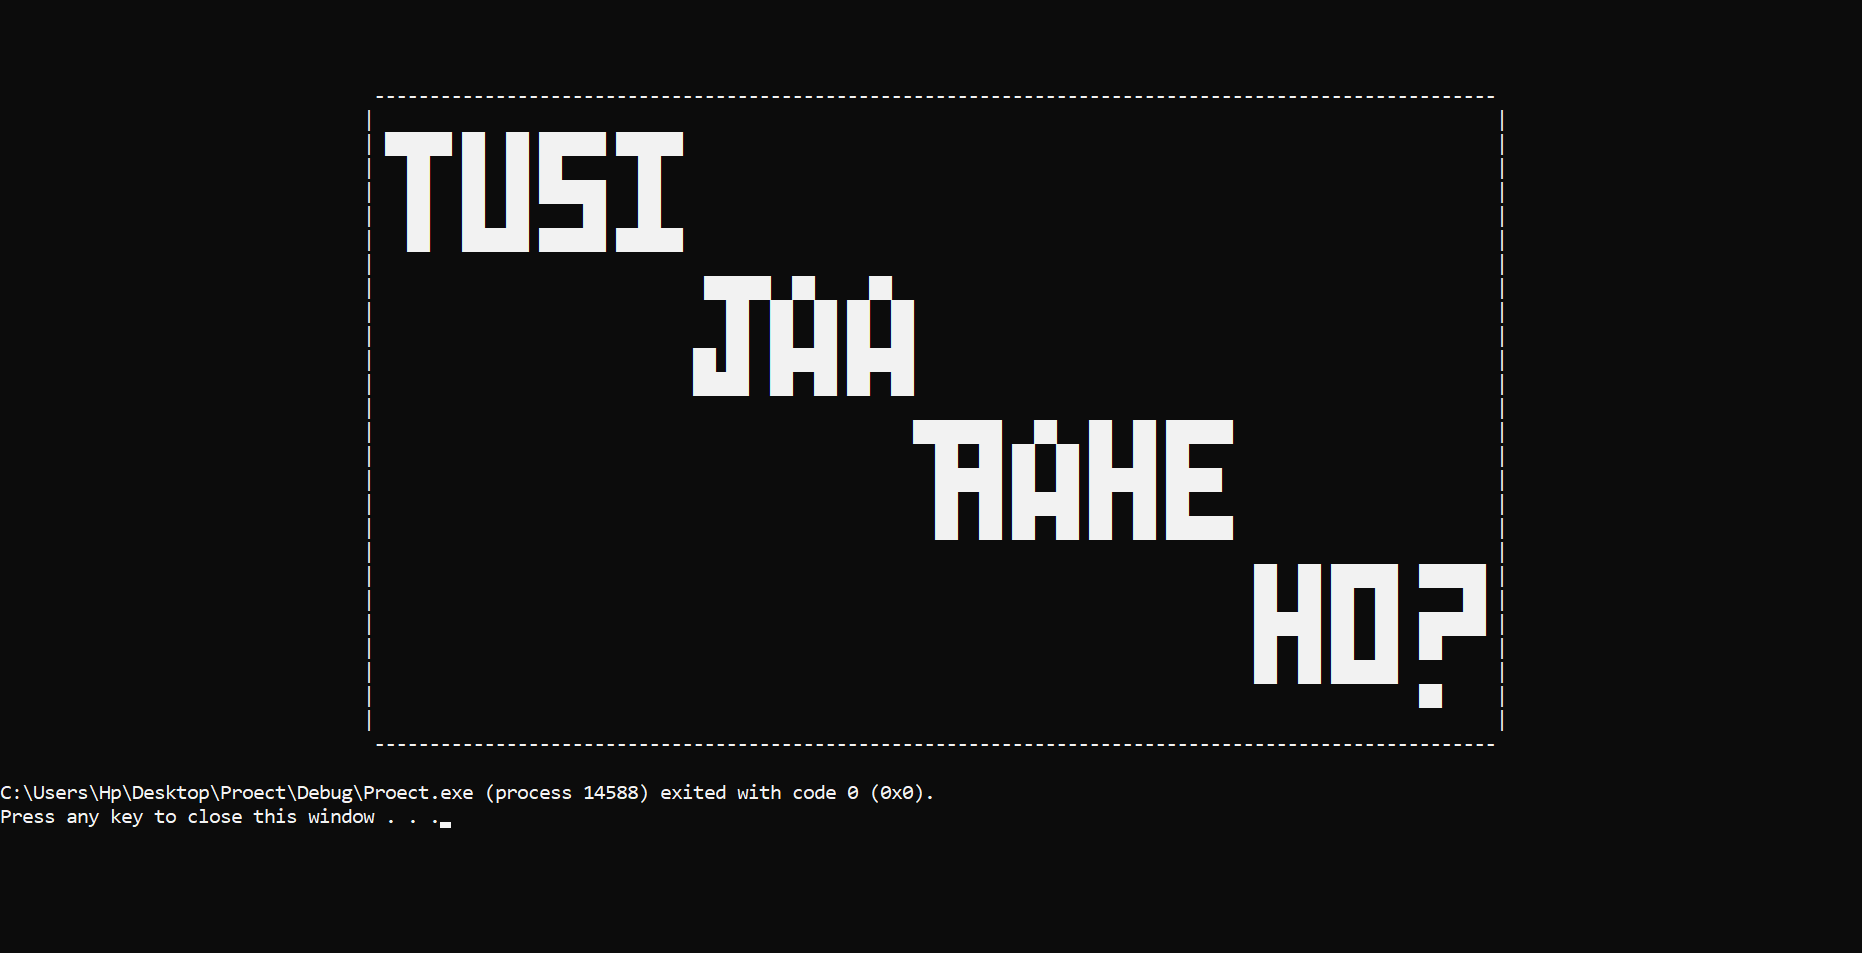 TUSI
JAA
RAHE
HO?
C:\Users\Hp\Desktop\Proect\Debug\Proect.exe (process 14588) exited with code 0 (0x0).
Press any key to close this window . . .